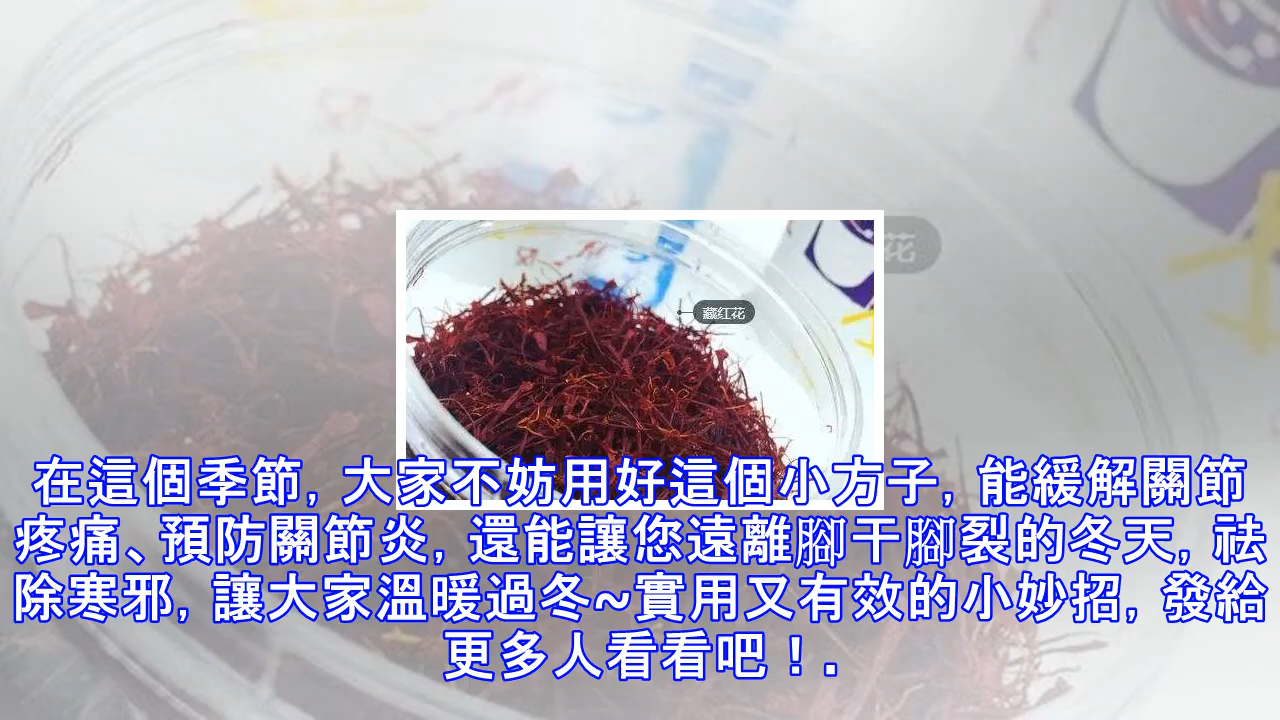 花
藏红花
在這個季節, 大家不妨用好這個小方子, 能緩解關節
疼痛、預防關節炎, 還能讓您遠離腳干腳裂的冬天, 祛
除寒邪, 讓大家溫暖過冬~實用又有效的小妙招, 發給
更多人看看吧！.